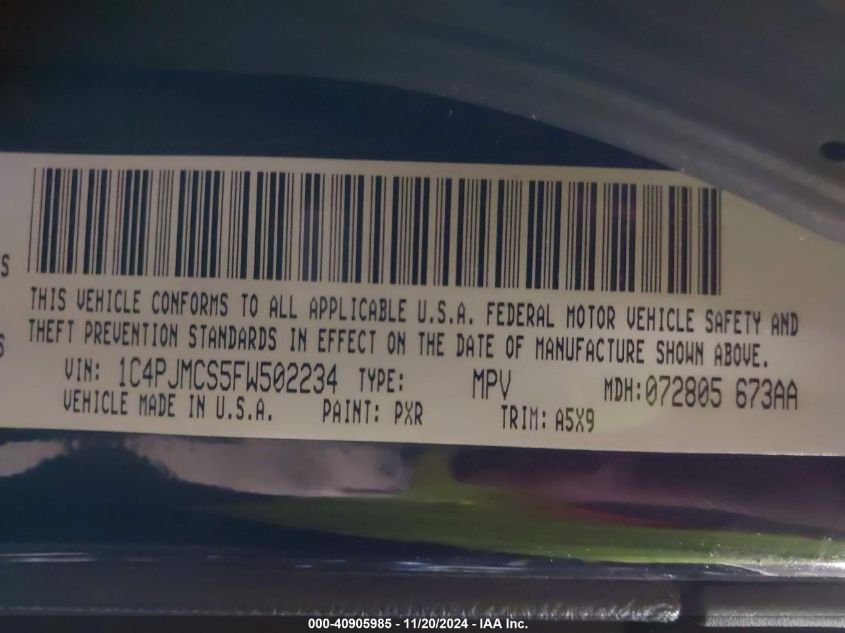 S
THIS VEHICLE CONFORMS TO ALL APPLICABLE U.S.A. FEDERAL MOTOR VEHICLE SAFETY AND
S THEFT PREVENTION STANDARDS IN EFFECT ON THE DATE OF MANUFACTURE SHOWN ABOVE.
VIN: 1C4PJMCS5FW502234 TYPE: MPV MDH:072805 673AA
VEHICLE MADE IN U.S.A. PAINT: PXR TRIM: A5X9
000-40905985 - 11/20/2024 - IAA Inc.